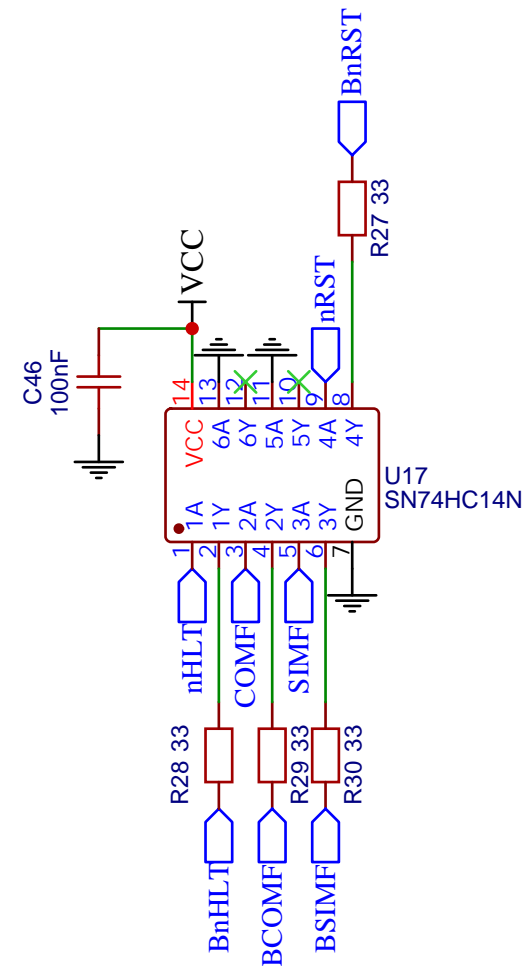 BnRST
R27 33
VCC
nRST
C46
100nF
14
13
12
11
10
9
8
VCC
6A
6Y
5A
5Y
4A
4Y
U17
SN74HC14N
1A
1Y
2A
2Y
3A
3Y
GND
1
2
3
4
5
6
7
nHLT
COMF
SIMF
R28 33
R29 33
R30 33
BnHLT
BCOMF
BSIMF